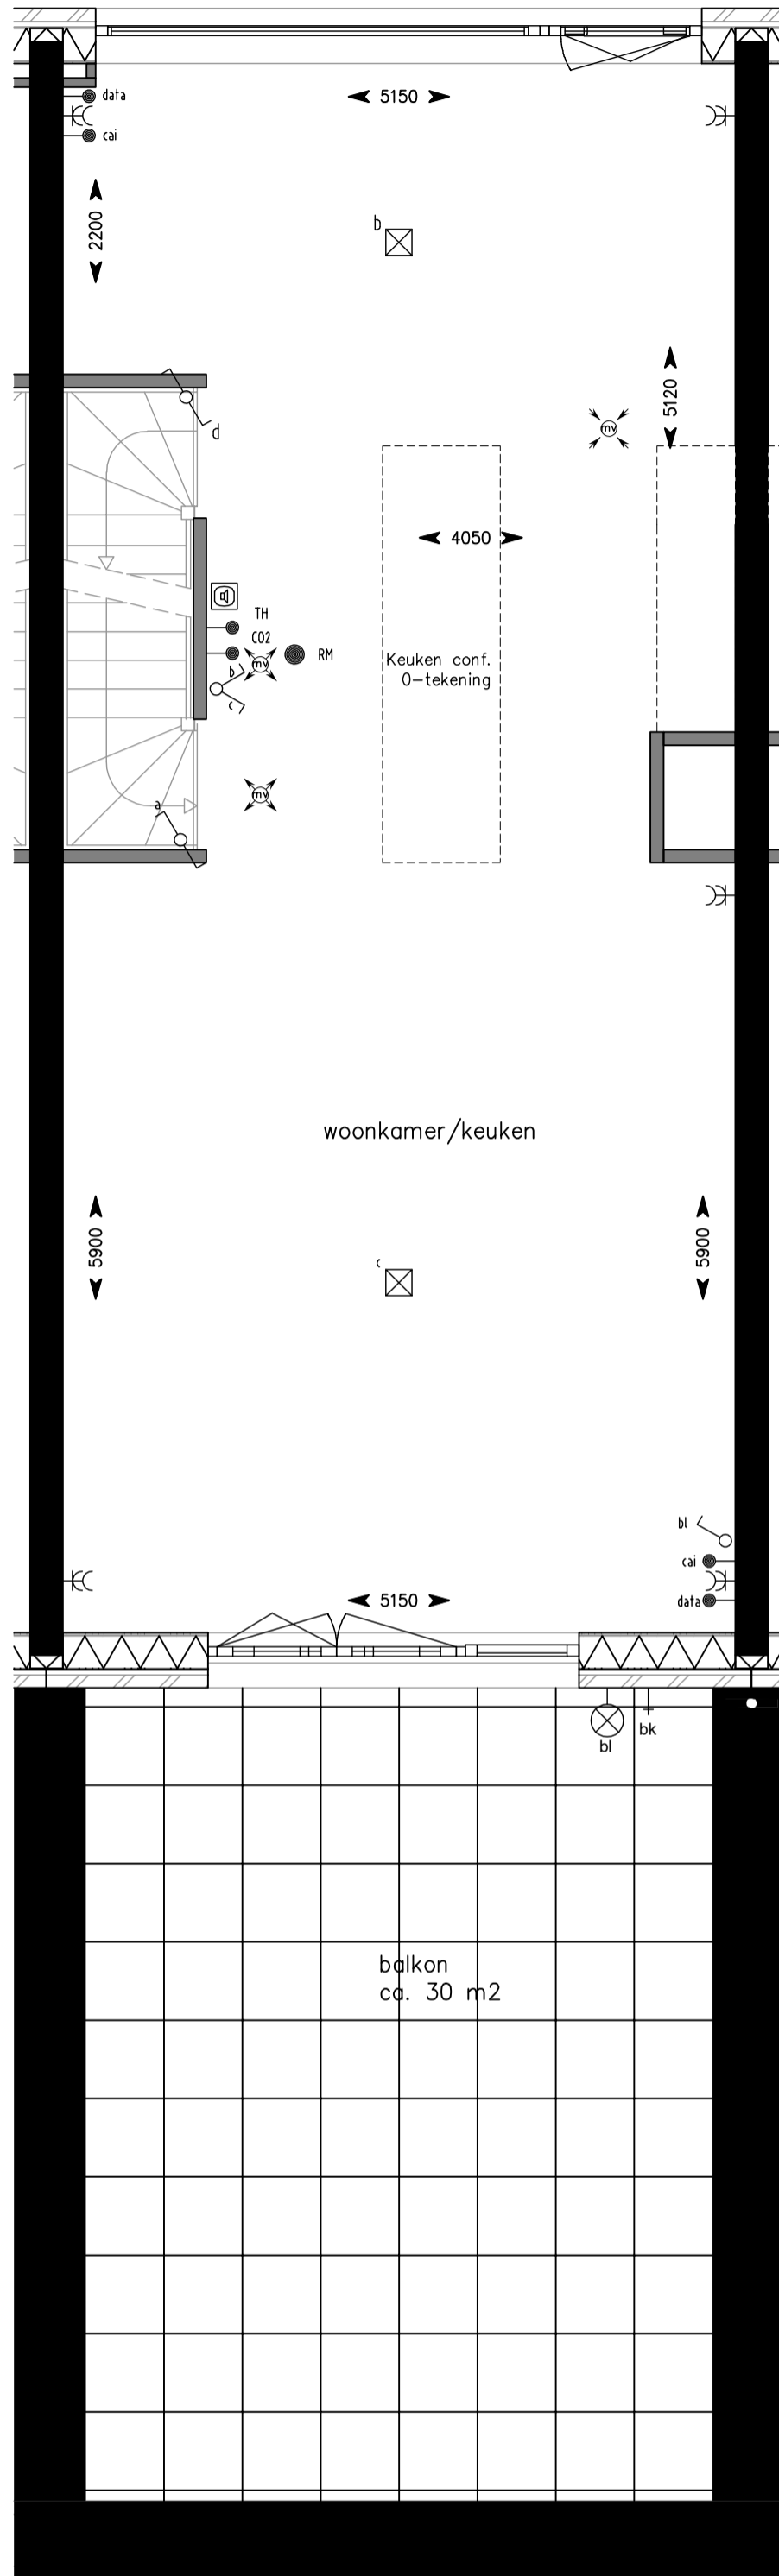 data
5150
cai
2200
b
5120
d
mv
4050
TH
CO2
mv
RM
b
c
Keuken conf.
0-tekening
mv
a
woonkamer/keuken
5900
5900
c
bl
cai
5150
data
bl
bk
balkon
ca. 30 m2